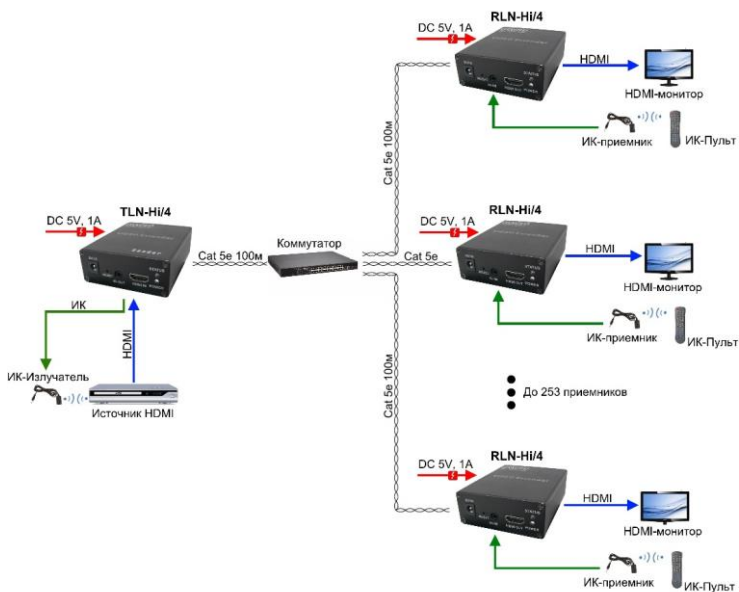 RLN-Hi/4
DC 5V, 1A
HDMI
HDMI-монитор
ИК-приемник
ИК-Пульт
Cat 5e 100м
TLN-Hi/4
DC 5V, 1A
Cat 5e 100м
Коммутатор
ИК
HDMI
ИК-Излучатель
Источник HDMI
RLN-Hi/4
DC 5V, 1A
Cat 5e
HDMI
HDMI-монитор
ИК-приемник
ИК-Пульт
Cat 5e 100м
До 253 приемников
RLN-Hi/4
DC 5V, 1A
HDMI
HDMI-монитор
ИК-приемник
ИК-Пульт